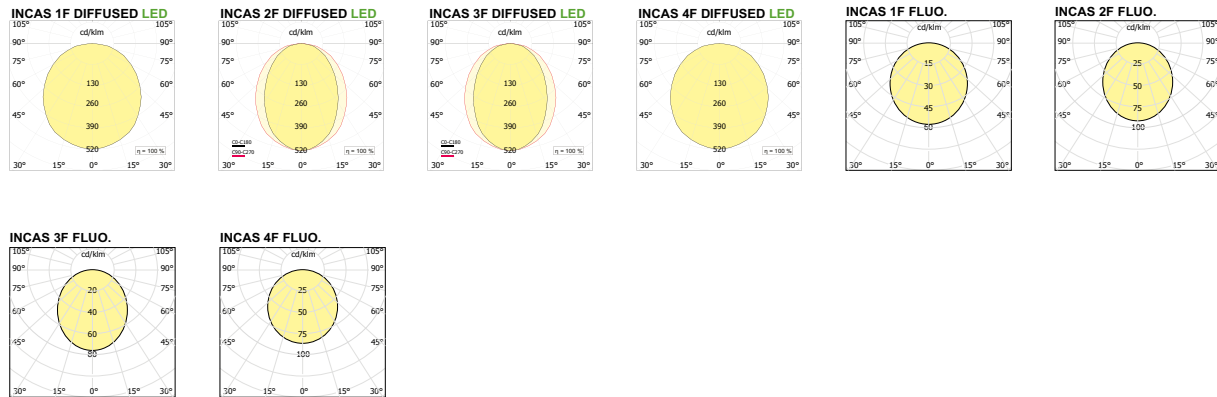 INCAS 1F DIFFUSED LED
105° 105°
cd/klm
90° 90°
75° 75°
60° 60°
45° 45°
130
260
390
520
η = 100 %
30° 15° 0° 15° 30°
INCAS 2F DIFFUSED LED
105° 105°
cd/klm
90° 90°
75° 75°
60° 60°
45° 45°
130
260
390
520
C0-C180
C90-C270
η = 100 %
30° 15° 0° 15° 30°
INCAS 3F DIFFUSED LED
105° 105°
cd/klm
90° 90°
75° 75°
60° 60°
45° 45°
130
260
390
520
C0-C180
C90-C270
η = 100 %
30° 15° 0° 15° 30°
INCAS 4F DIFFUSED LED
105° 105°
cd/klm
90° 90°
75° 75°
60° 60°
45° 45°
130
260
390
520
η = 100 %
30° 15° 0° 15° 30°
INCAS 1F FLUO.
105° 105°
cd/klm
90° 90°
75° 75°
60° 60°
45° 45°
15
30
45
60
30° 15° 0° 15° 30°
INCAS 2F FLUO.
105° 105°
cd/klm
90° 90°
75° 75°
60° 60°
45° 45°
25
50
75
100
30° 15° 0° 15° 30°
INCAS 3F FLUO.
105° 105°
cd/klm
90° 90°
75° 75°
60° 60°
45° 45°
20
40
60
80
30° 15° 0° 15° 30°
INCAS 4F FLUO.
105° 105°
cd/klm
90° 90°
75° 75°
60° 60°
45° 45°
25
50
75
100
30° 15° 0° 15° 30°